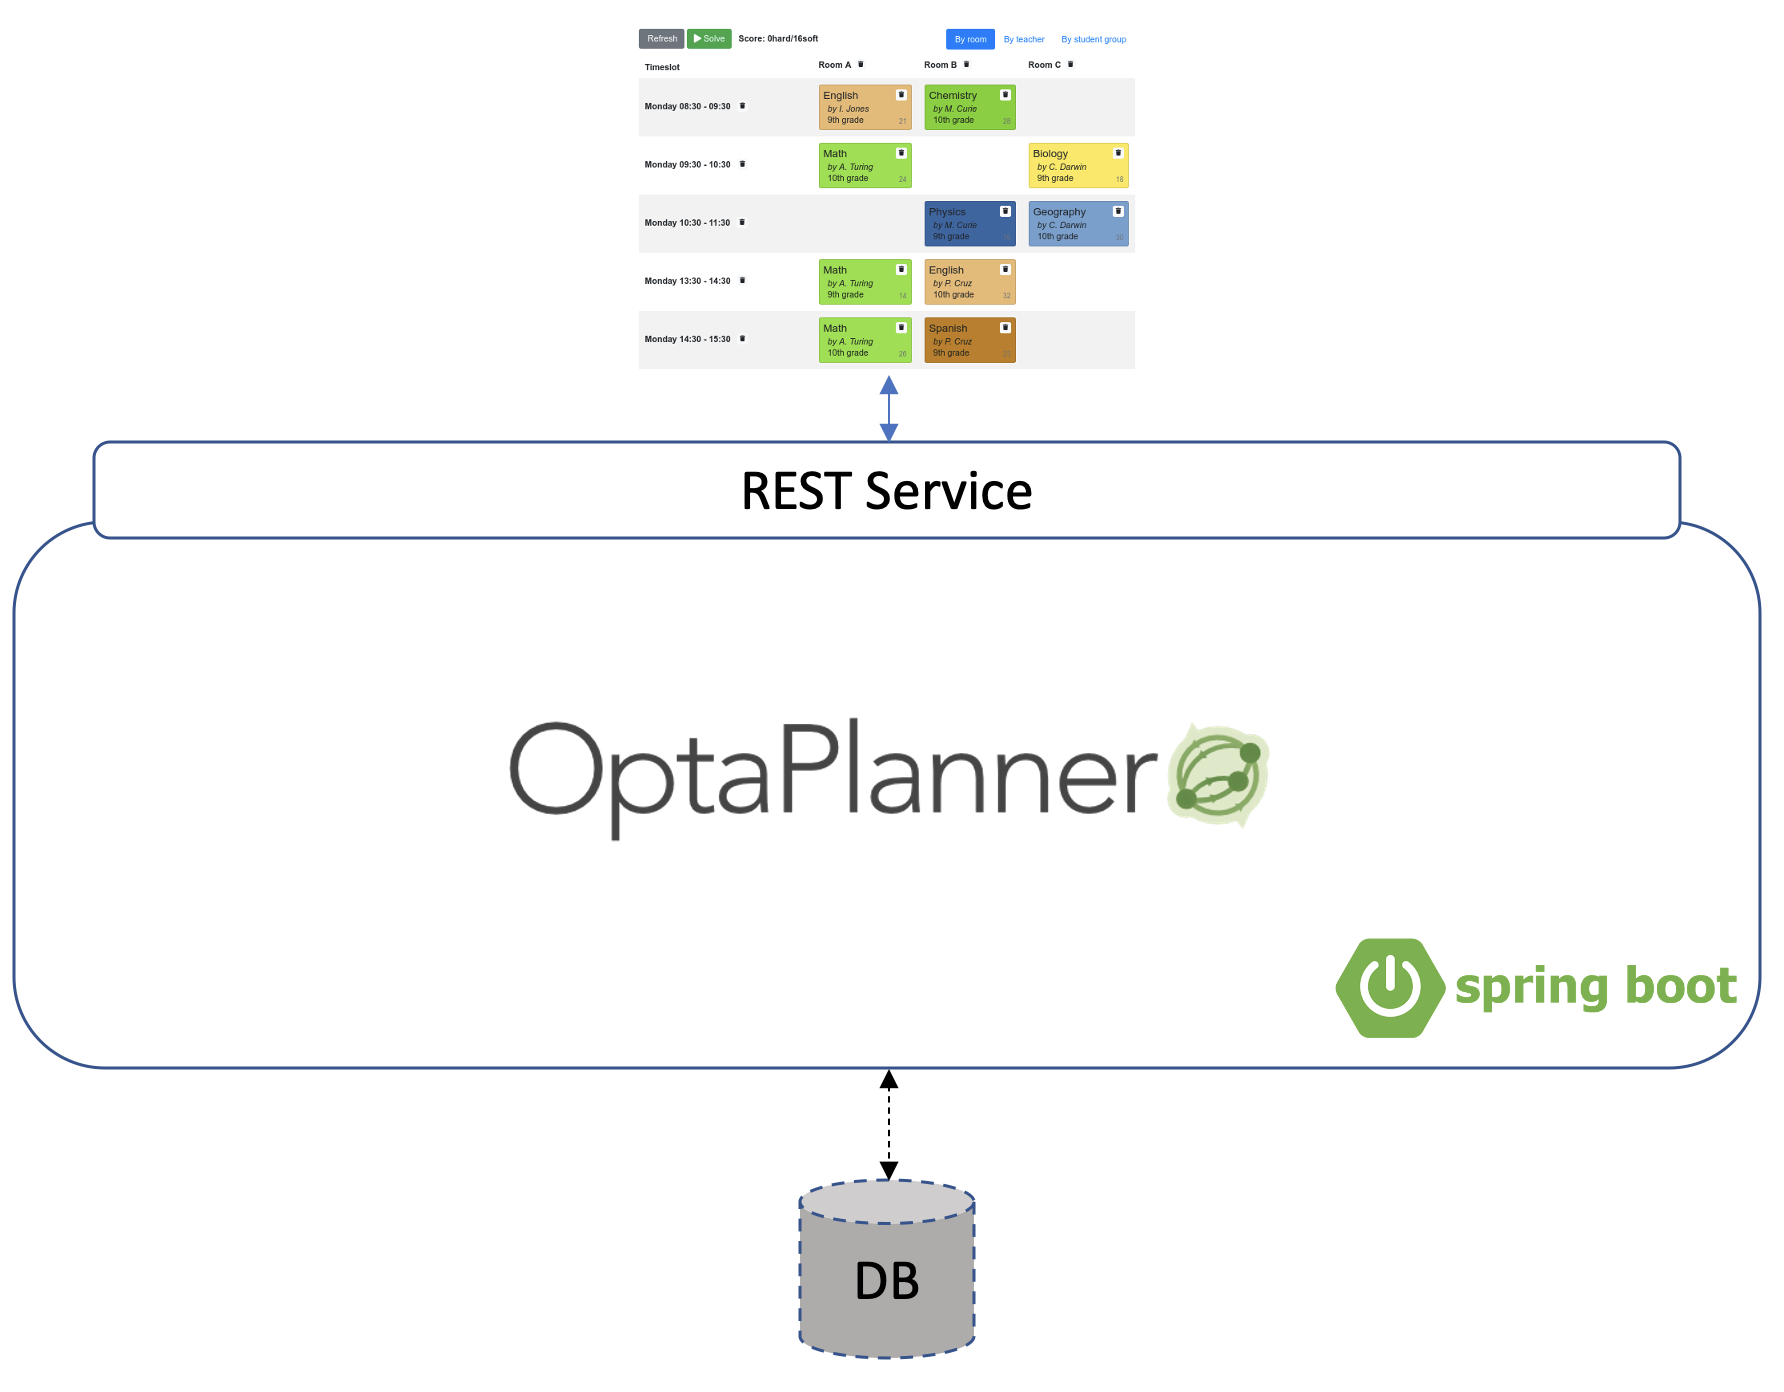 Refresh Solve Score: 0hard/16soft By room By teacher By student group
Timeslot Room A Room B Room C
Monday 08:30 - 09:30
English
by I. Jones
9th grade 21
Chemistry
by M. Curie
10th grade 28
Monday 09:30 - 10:30
Math
by A. Turing
10th grade 24
Biology
by C. Darwin
9th grade 18
Monday 10:30 - 11:30
Physics
by M. Curie
9th grade
Geography
by C. Darwin
10th grade 30
Monday 13:30 - 14:30
Math
by A. Turing
9th grade 14
English
by P. Cruz
10th grade 32
Monday 14:30 - 15:30
Math
by A. Turing
10th grade 26
Spanish
by P. Cruz
9th grade
REST Service
OptaPlanner
spring boot
DB